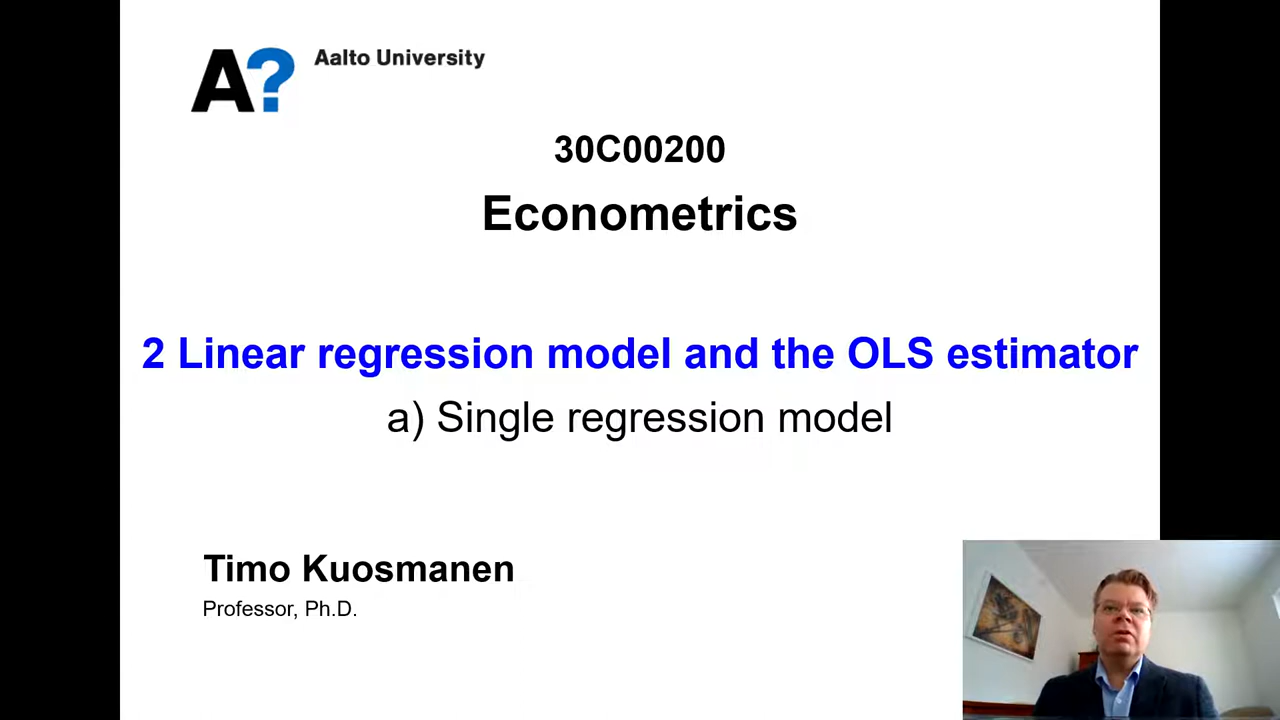 A? Aalto University
30C00200
Econometrics
2 Linear regression model and the OLS estimator
a) Single regression model
Timo Kuosmanen
Professor, Ph.D.